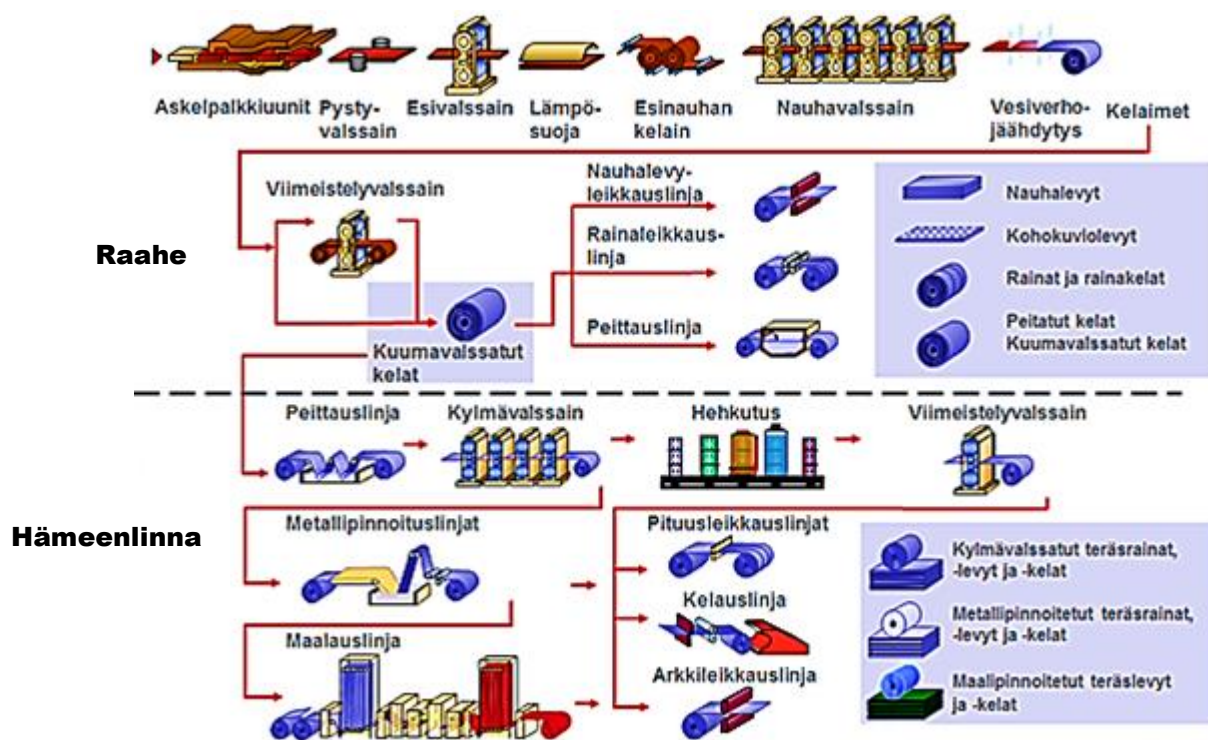 Askelpalkkiuunit
Pysty-
valssain
Esivalssain
Lämpö-
suoja
Esinauhan
kelain
Nauhavalssain
Vesiverho-
jäähdytys
Kelaimet
Raahe
Viimeistelyvalssain
Kuumavalssatut
kelat
Nauhalevy-
leikkauslinja
Rainaleikkaus-
linja
Peittauslinja
Nauhalevyt
Kohokuviolevyt
Rainat ja rainakelat
Peitatut kelat
Kuumavalssatut kelat
Hämeenlinna
Peittauslinja
Kylmävalssain
Hehkutus
Viimeistelyvalssain
Metallipinnoituslinjat
Maalauslinja
Pituusleikkauslinjat
Kelauslinja
Arkkileikkauslinja
Kylmävalssatut teräsrainat,
-levyt ja -kelat
Metallipinnoitetut teräsrainat,
-levyt ja -kelat
Maalipinnoitetut teräslevyt
ja -kelat